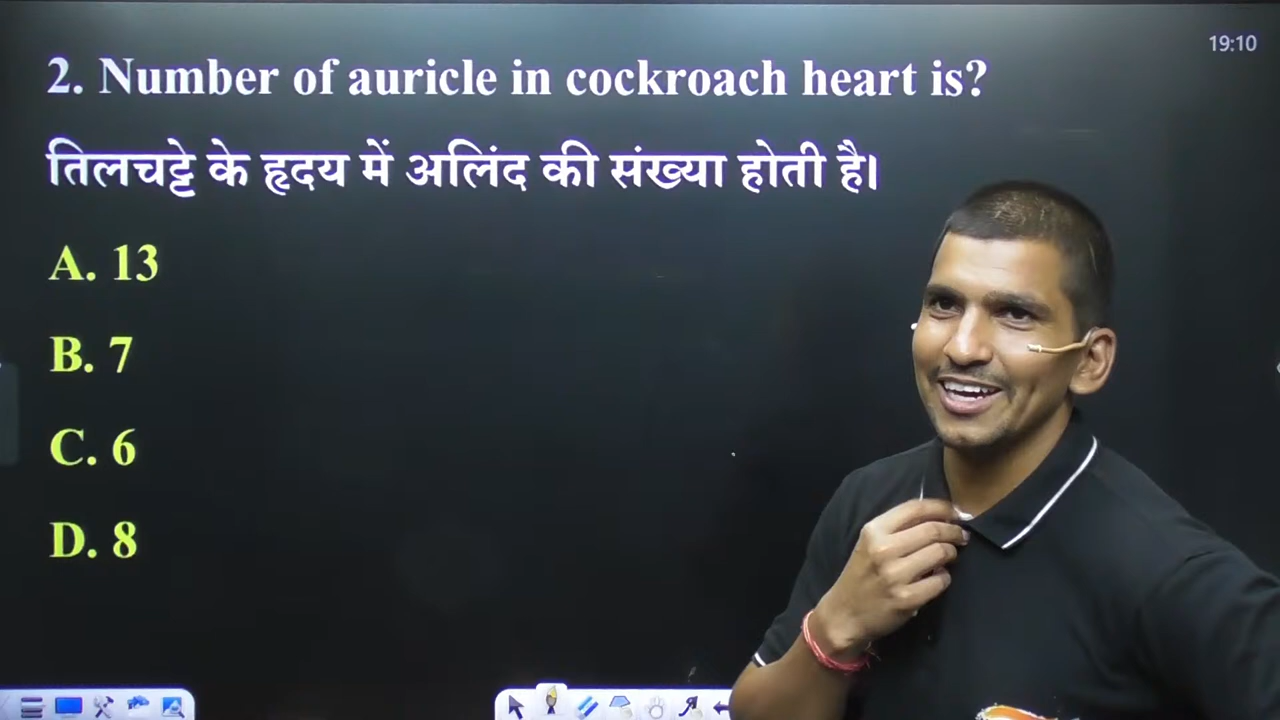 19:10
2. Number of auricle in cockroach heart is?
तिलचट्टे के हृदय में अलिंद की संख्या होती है।
A. 13
B. 7
C. 6
D. 8